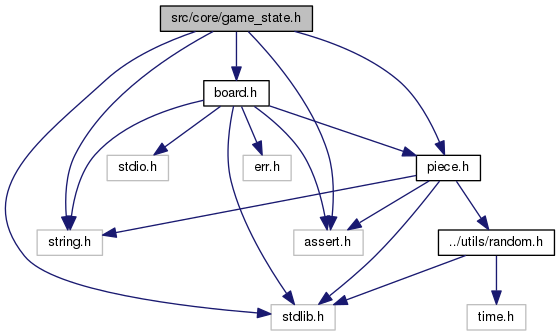 src/core/game_state.h
board.h
stdio.h
err.h
piece.h
string.h
assert.h
../utils/random.h
stdlib.h
time.h